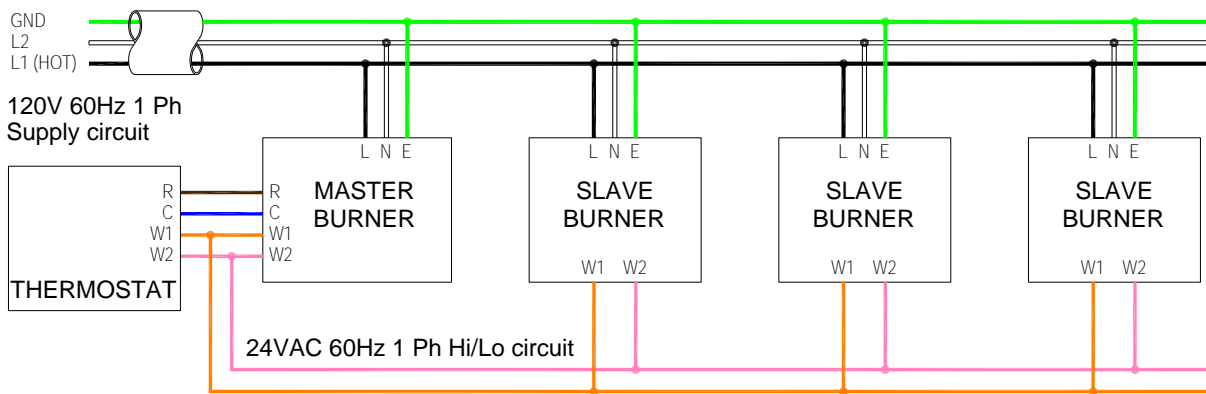 GND
L2
L1 (HOT)
120V 60Hz 1 Ph
Supply circuit
L N E
L N E
L N E
L N E
R
C
W1
W2
THERMOSTAT
R
C
W1
W2
MASTER
BURNER
SLAVE
BURNER
W1 W2
SLAVE
BURNER
W1 W2
SLAVE
BURNER
W1 W2
24VAC 60Hz 1 Ph Hi/Lo circuit